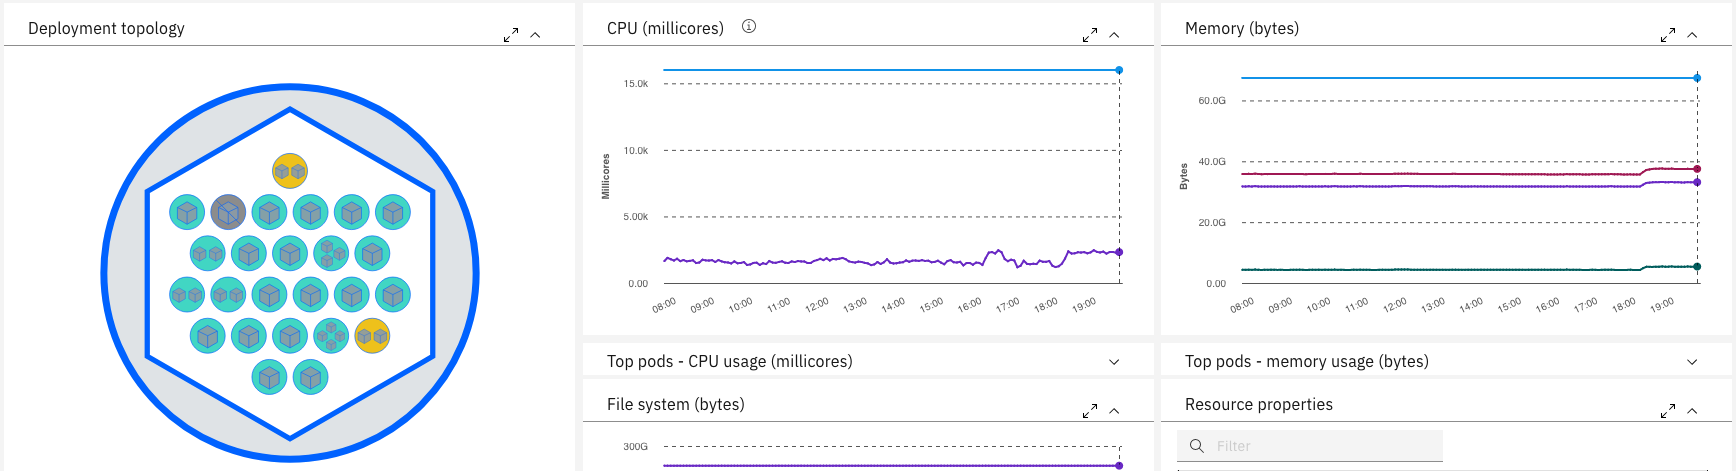 Deployment topology
CPU (millicores)
15.0k
10.0k
5.00k
0.00
Millicores
08:00 09:00 10:00 11:00 12:00 13:00 14:00 15:00 16:00 17:00 18:00 19:00
Memory (bytes)
60.0G
40.0G
20.0G
0.00
Bytes
08:00 09:00 10:00 11:00 12:00 13:00 14:00 15:00 16:00 17:00 18:00 19:00
Top pods - CPU usage (millicores)
Top pods - memory usage (bytes)
File system (bytes)
300G
Resource properties
Filter